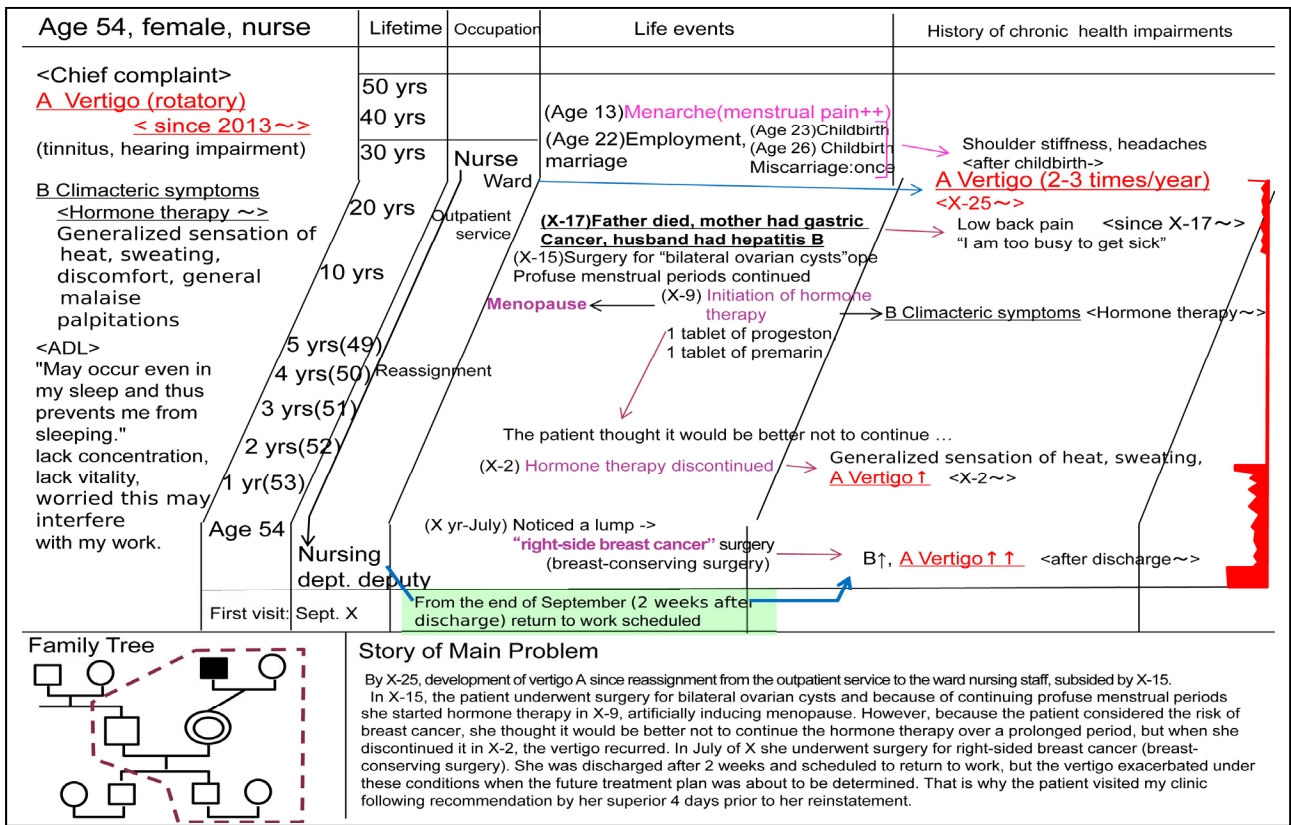 Age 54, female, nurse
Lifetime
Occupation
Life events
History of chronic health impairments
<Chief complaint>
A Vertigo (rotatory)
< since 2013～>
(tinnitus, hearing impairment)
B Climacteric symptoms
<Hormone therapy ～>
Generalized sensation of
heat, sweating,
discomfort, general
malaise
palpitations
<ADL>
"May occur even in
my sleep and thus
prevents me from
sleeping."
lack concentration,
lack vitality,
worried this may
interfere
with my work.
50 yrs
40 yrs
30 yrs
20 yrs
10 yrs
5 yrs(49)
4 yrs(50)
3 yrs(51)
2 yrs(52)
1 yr(53)
Age 54
First visit: Sept. X
Nurse
Ward
Outpatient
service
Reassignment
Nursing
dept. deputy
(Age 13)Menarche(menstrual pain++)
(Age 22)Employment,
marriage
(Age 23)Childbirth
(Age 26) Childbirth
Miscarriage:once
(X-17)Father died, mother had gastric
Cancer, husband had hepatitis B
(X-15)Surgery for “bilateral ovarian cysts”ope
Profuse menstrual periods continued
(X-9) Initiation of hormone
therapy
Menopause
1 tablet of progeston,
1 tablet of premarin
The patient thought it would be better not to continue …
(X-2) Hormone therapy discontinued
(X yr-July) Noticed a lump ->
“right-side breast cancer” surgery
(breast-conserving surgery)
From the end of September (2 weeks after
discharge) return to work scheduled
Shoulder stiffness, headaches
<after childbirth->
A Vertigo (2-3 times/year)
<X-25～>
Low back pain <since X-17～>
“I am too busy to get sick”
B Climacteric symptoms <Hormone therapy～>
Generalized sensation of heat, sweating,
A Vertigo↑ <X-2～>
B↑, A Vertigo↑↑ <after discharge～>
Family Tree
Story of Main Problem
By X-25, development of vertigo A since reassignment from the outpatient service to the ward nursing staff, subsided by X-15.
In X-15, the patient underwent surgery for bilateral ovarian cysts and because of continuing profuse menstrual periods
she started hormone therapy in X-9, artificially inducing menopause. However, because the patient considered the risk of
breast cancer, she thought it would be better not to continue the hormone therapy over a prolonged period, but when she
discontinued it in X-2, the vertigo recurred. In July of X she underwent surgery for right-sided breast cancer (breast-
conserving surgery). She was discharged after 2 weeks and scheduled to return to work, but the vertigo exacerbated under
these conditions when the future treatment plan was about to be determined. That is why the patient visited my clinic
following recommendation by her superior 4 days prior to her reinstatement.